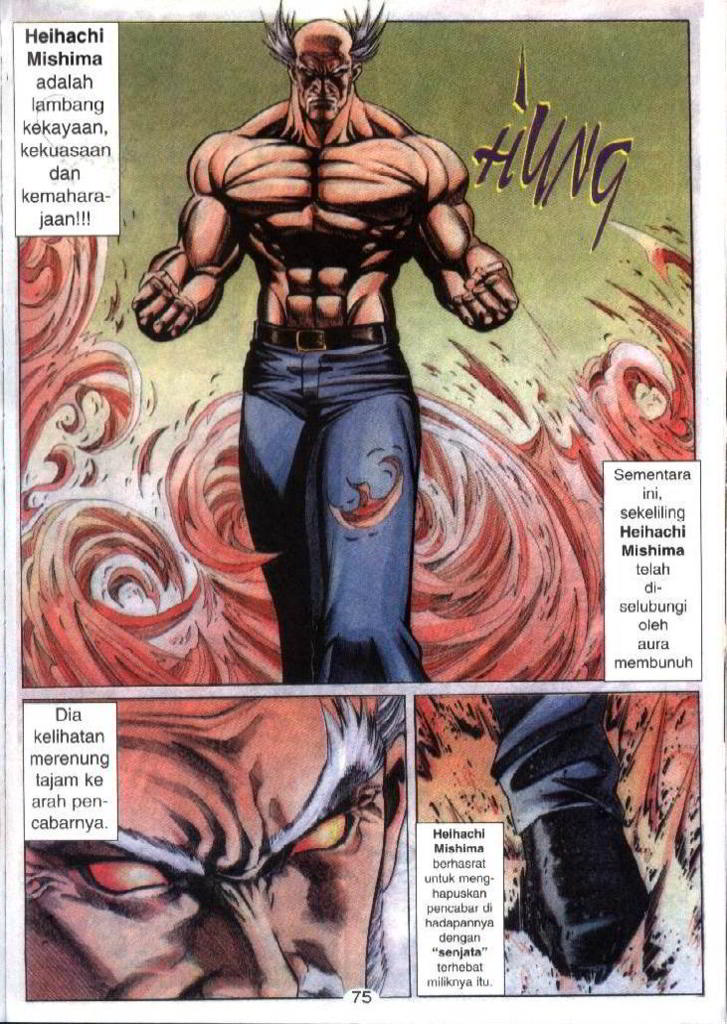 Heihachi
Mishima
adalah
lambang
kekayaan,
kekuasaan
dan
kemahara-
jaan!!!
HUNG
Sementara
ini,
sekeliling
Heihachi
Mishima
telah
di-
selubungi
oleh
aura
membunuh
Dia
kelihatan
merenung
tajam ke
arah pen-
cabarnya.
Heihachi
Mishima
berhasrat
untuk meng-
hapuskan
pencabar di
hadapannya
dengan
“senjata”
terhebat
miliknya itu.
75